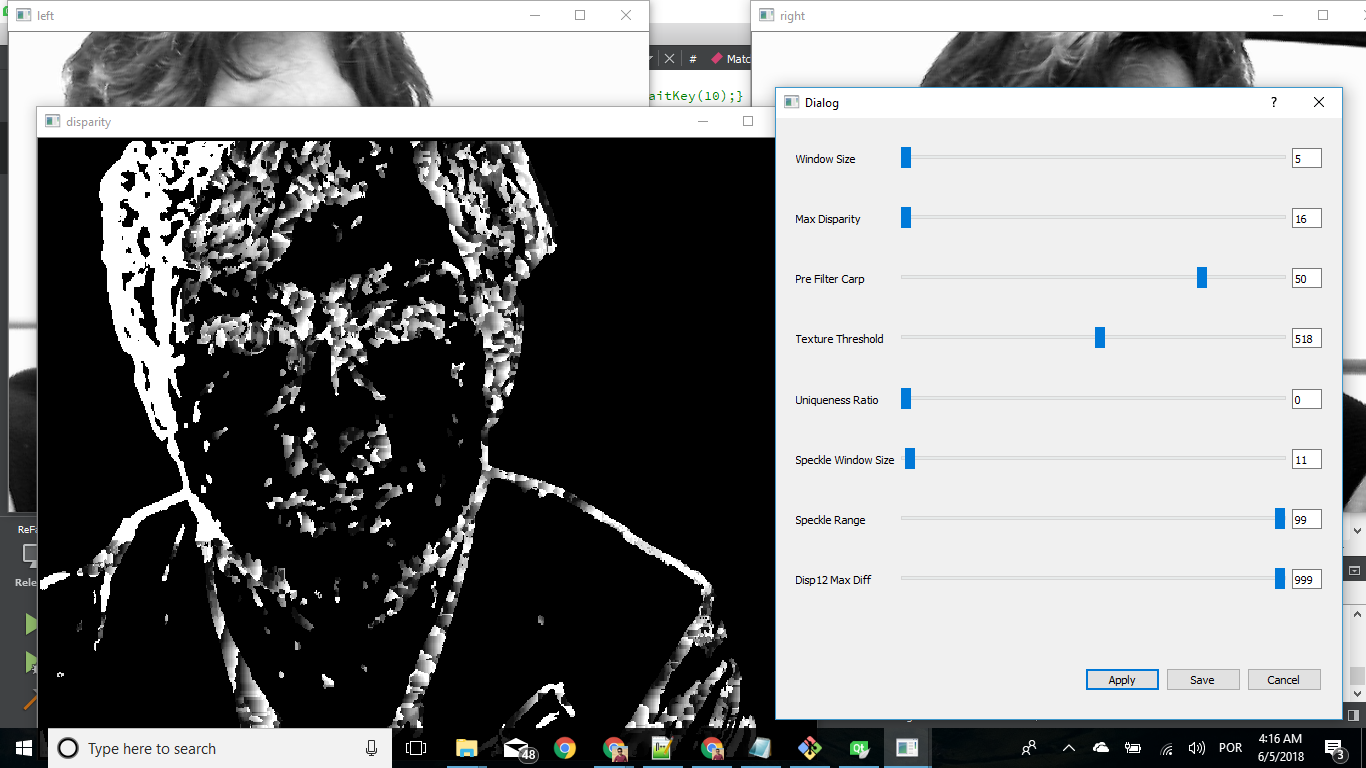 left
right
# Matc
aitKey(10);}
disparity
Dialog
?
Window Size 5
Max Disparity 16
Pre Filter Carp 50
Texture Threshold 518
Uniqueness Ratio 0
Speckle Window Size 11
Speckle Range 99
Disp12 Max Diff 999
ReFa
Rele
Apply Save Cancel
Type here to search
48
POR
4:16 AM
6/5/2018
3